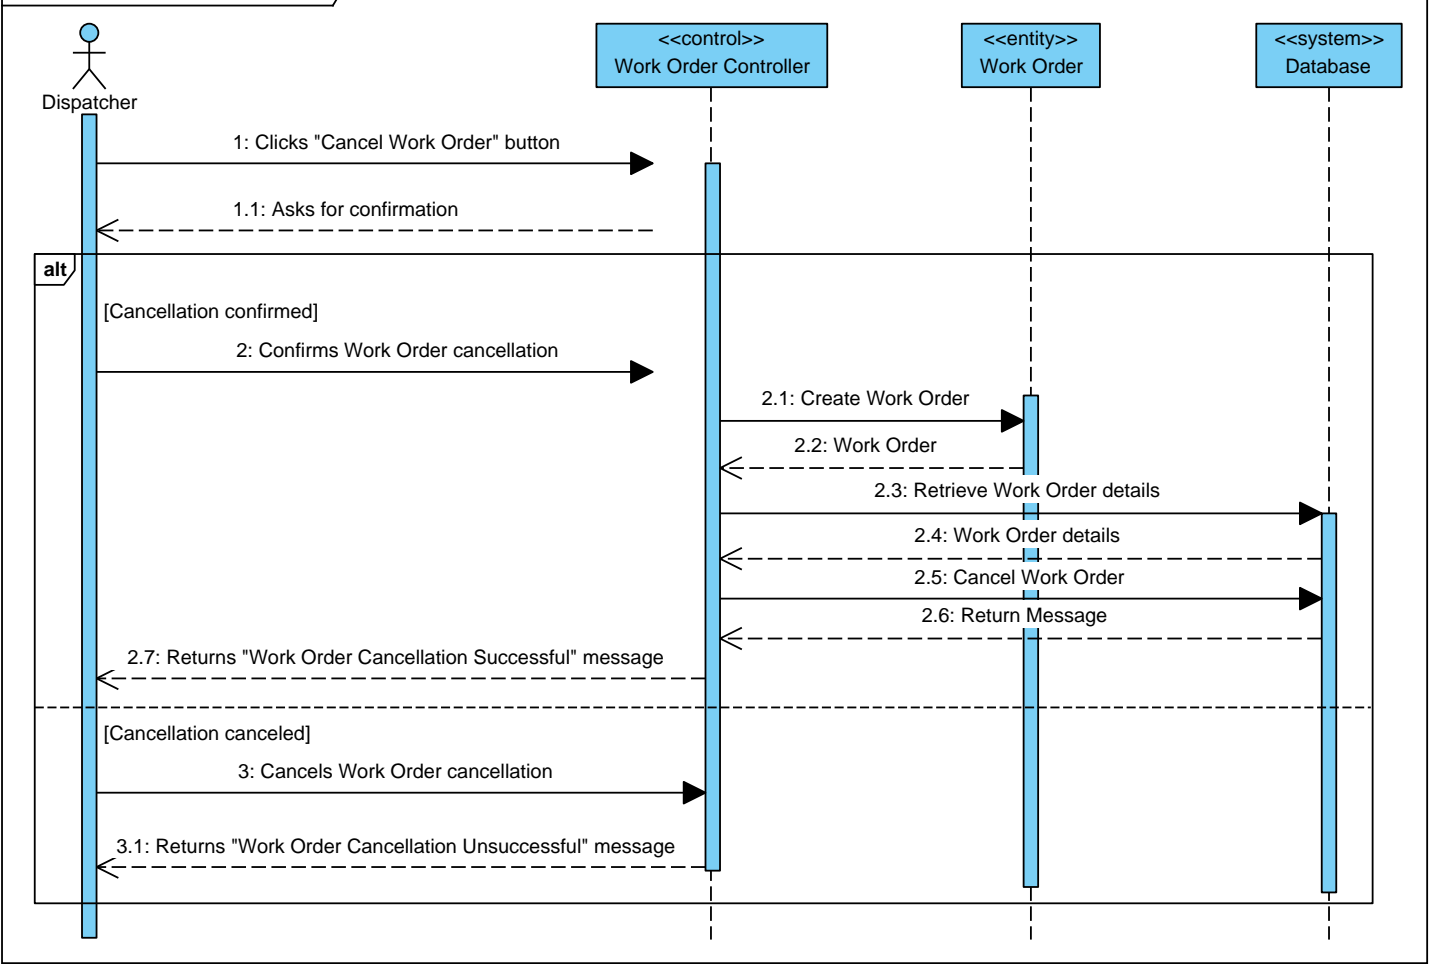 <<control>>
Work Order Controller
<<entity>>
Work Order
<<system>>
Database
Dispatcher
1: Clicks "Cancel Work Order" button
1.1: Asks for confirmation
alt
[Cancellation confirmed]
2: Confirms Work Order cancellation
2.1: Create Work Order
2.2: Work Order
2.3: Retrieve Work Order details
2.4: Work Order details
2.5: Cancel Work Order
2.6: Return Message
2.7: Returns "Work Order Cancellation Successful" message
[Cancellation canceled]
3: Cancels Work Order cancellation
3.1: Returns "Work Order Cancellation Unsuccessful" message